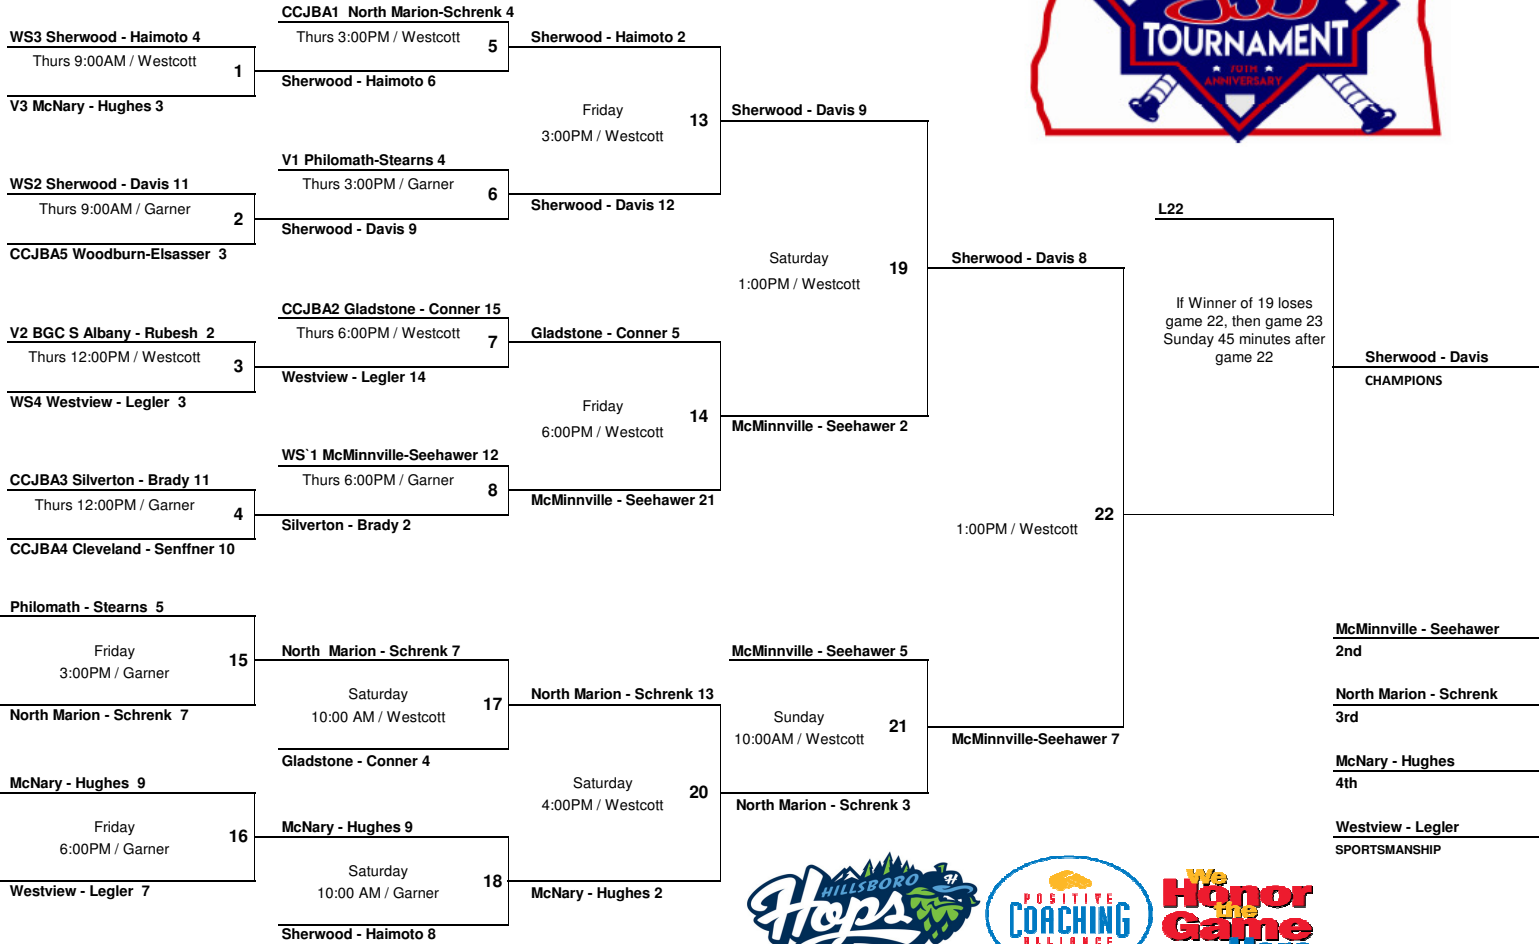 CCJBA1  North Marion-Schrenk 4
WS3 Sherwood - Haimoto 4
Thurs 3:00PM / Westcott
5
Sherwood - Haimoto 2
Thurs 9:00AM / Westcott
1
Sherwood - Haimoto 6
V3 McNary - Hughes 3
Friday
3:00PM / Westcott
13
Sherwood - Davis 9
V1 Philomath-Stearns 4
WS2 Sherwood - Davis 11
Thurs 3:00PM / Garner
6
Sherwood - Davis 12
Thurs 9:00AM / Garner
2
Sherwood - Davis 9
CCJBA5 Woodburn-Elsasser  3
Saturday
1:00PM / Westcott
19
Sherwood - Davis 8
CCJBA2 Gladstone - Conner 15
V2 BGC S Albany - Rubesh  2
Thurs 6:00PM / Westcott
7
Gladstone - Conner 5
Thurs 12:00PM / Westcott
3
Westview - Legler 14
WS4 Westview - Legler  3
Friday
6:00PM / Westcott
14
McMinnville - Seehawer 2
WS`1 McMinnville-Seehawer 12
CCJBA3 Silverton - Brady 11
Thurs 6:00PM / Garner
8
McMinnville - Seehawer 21
Thurs 12:00PM / Garner
4
Silverton - Brady 2
CCJBA4 Cleveland - Senffner 10
1:00PM / Westcott
22
TOURNAMENT
70TH
ANNIVERSARY
L22
If Winner of 19 loses
game 22, then game 23
Sunday 45 minutes after
game 22
Sherwood - Davis
CHAMPIONS
Philomath - Stearns  5
Friday
3:00PM / Garner
15
North  Marion - Schrenk 7
North Marion - Schrenk  7
Saturday
10:00 AM / Westcott
17
North Marion - Schrenk 13
Gladstone - Conner 4
McMinnville - Seehawer 5
Sunday
10:00AM / Westcott
21
McMinnville-Seehawer 7
McNary - Hughes  9
Friday
6:00PM / Garner
16
McNary - Hughes 9
Westview - Legler  7
Saturday
4:00PM / Westcott
20
North Marion - Schrenk 3
Saturday
10:00 AM / Garner
18
McNary - Hughes 2
Sherwood - Haimoto 8
McMinnville - Seehawer
2nd
North Marion - Schrenk
3rd
McNary - Hughes
4th
Westview - Legler
SPORTSMANSHIP
HILLSBORO
H
Hops
POSITIVE
COACHING
ALLIANCE
We
Honor
the
Game